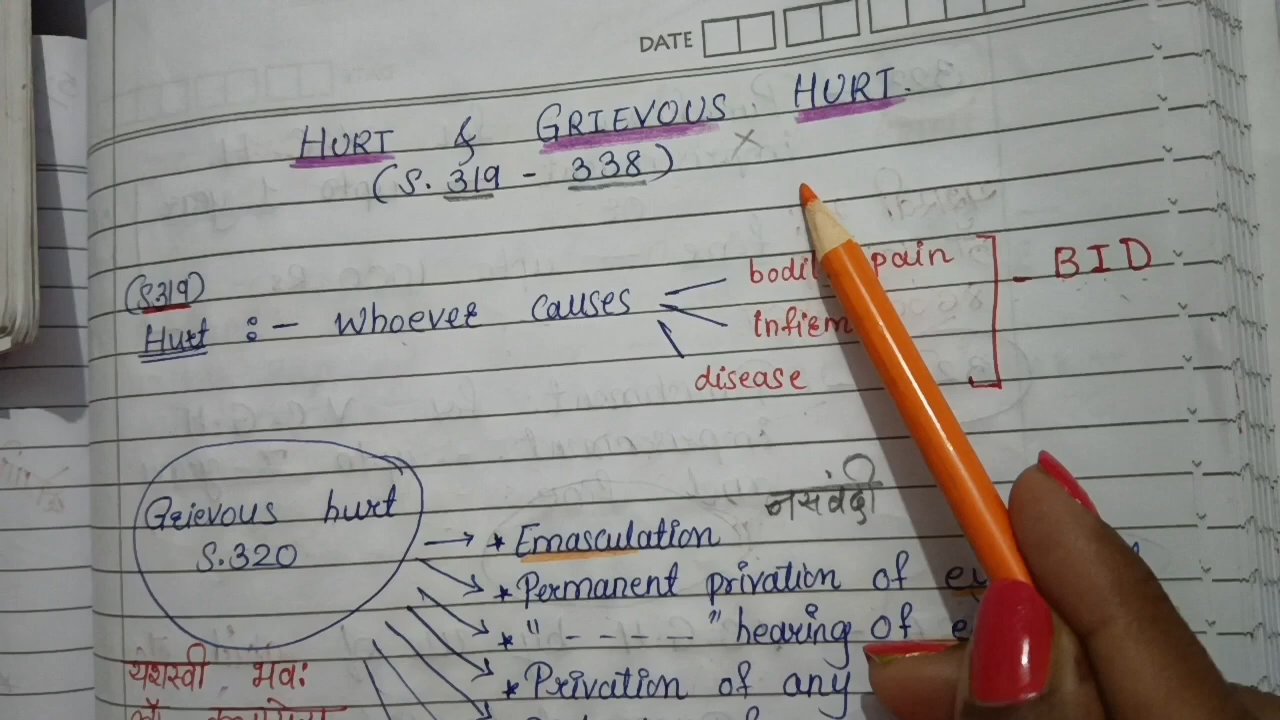 DATE
HURT & GRIEVOUS HURT.
(S. 319 - 338)
(S.319)
Hurt :- Whoever causes
bodil pain
Infirm
disease
- BID
Grievous hurt
S.320
नसबंदी
→ * Emasculation
* Permanent privation of
* " - - - - " hearing of
* Privation of any
यशस्वी भवः